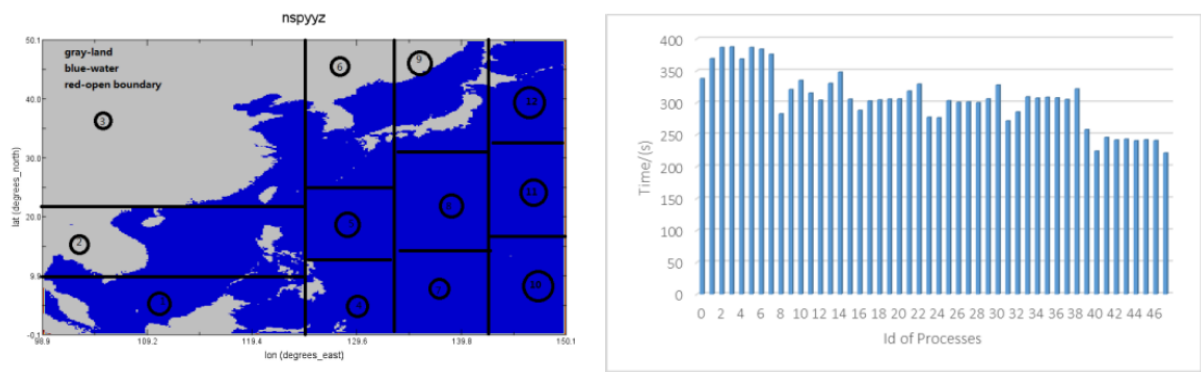 nspyyz
50.1
gray-land
blue-water
red-open boundary
6
9
12
3
40.0
30.0
lat (degrees_north)
20.0
2
5
8
11
9.9
1
4
7
10
-0.1
98.9 109.2 119.4 129.6 139.8 150.1
lon (degrees_east)
400
350
300
250
200
150
100
50
0
Time/(s)
0 2 4 6 8 10 12 14 16 18 20 22 24 26 28 30 32 34 36 38 40 42 44 46
Id of Processes